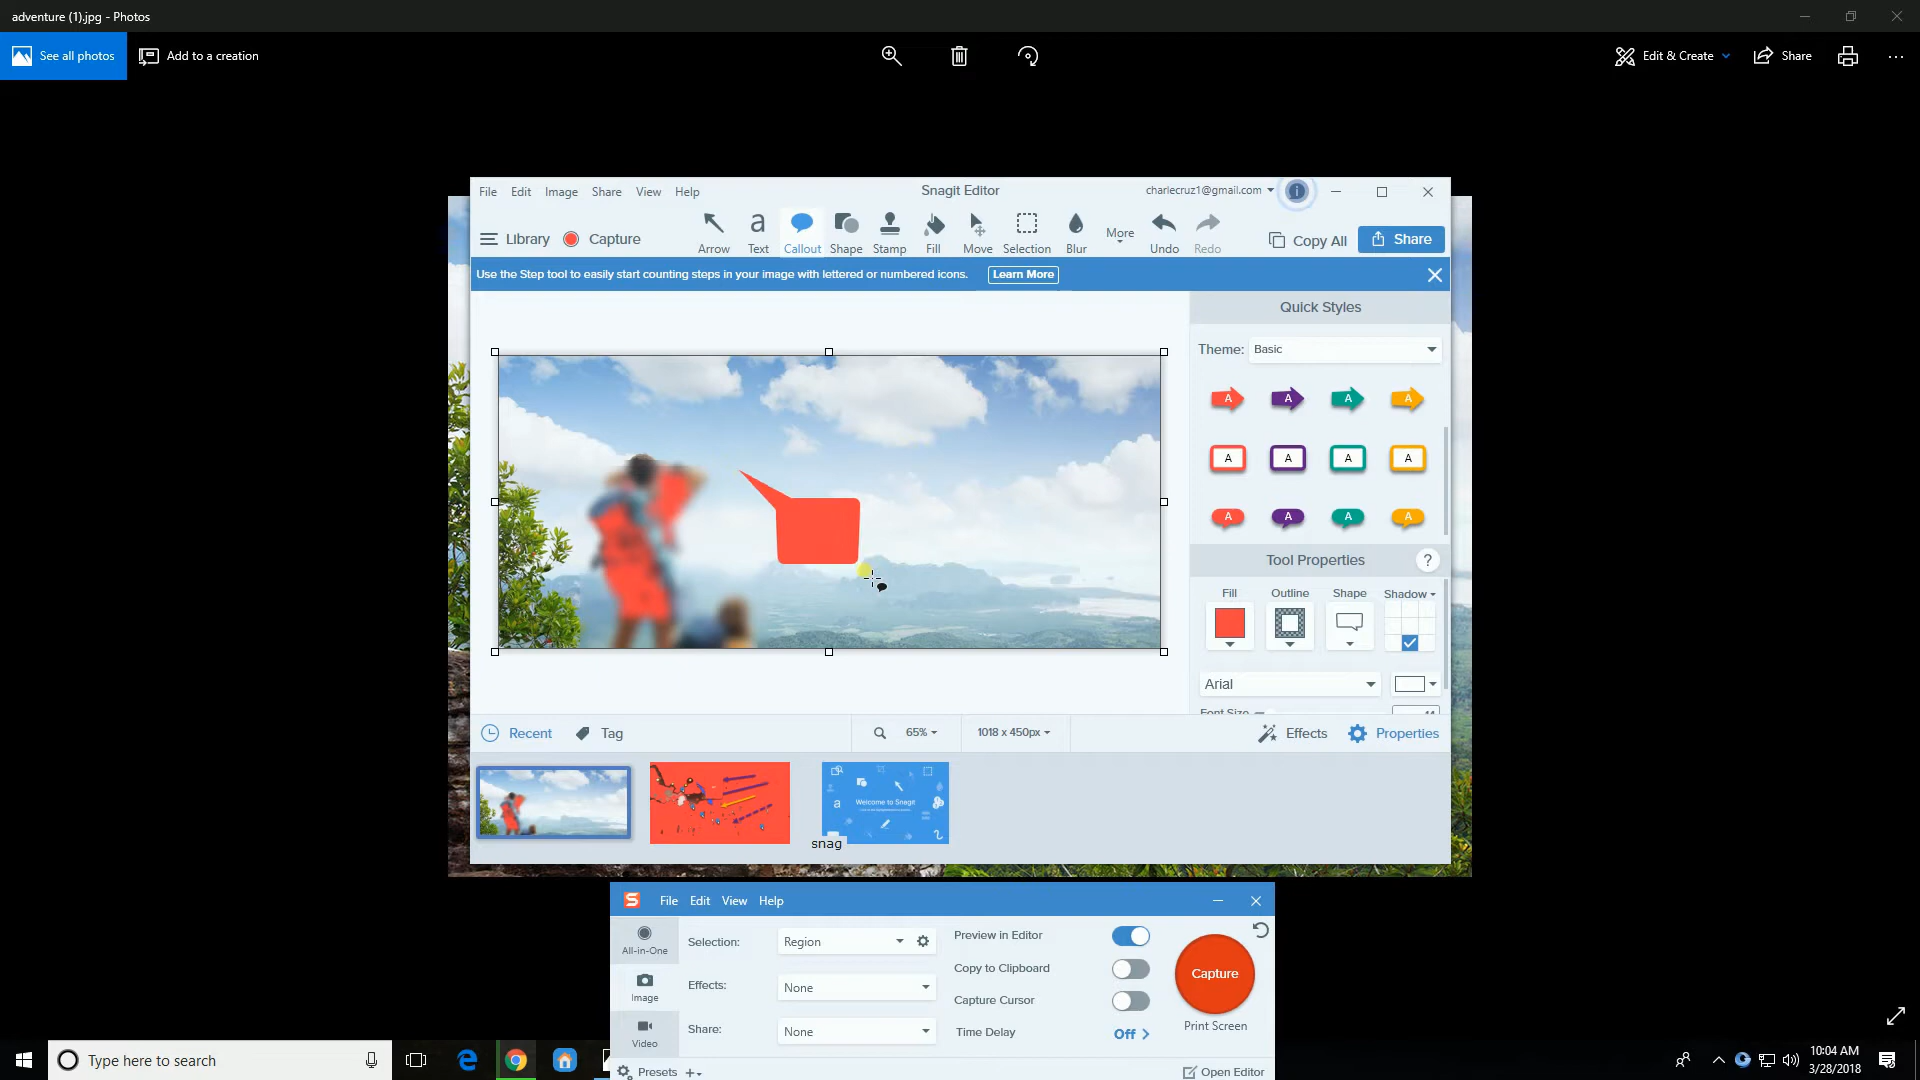 adventure (1).jpg - Photos
See all photos
Add to a creation
Edit & Create
Share
File Edit Image Share View Help
Snagit Editor
charlecruz1@gmail.com
Library
Capture
Arrow
Text
Callout
Shape
Stamp
Fill
Move
Selection
Blur
More
Undo
Redo
Copy All
Share
Use the Step tool to easily start counting steps in your image with lettered or numbered icons.
Learn More
Quick Styles
Theme: Basic
A A A A
A A A A
A A A A
Tool Properties ?
Fill Outline Shape Shadow
Arial
Font Size
Recent
Tag
65%
1018 x 450px
Effects
Properties
Welcome to Snagit
snag
S File Edit View Help
All-in-One
Image
Video
Selection: Region
Effects: None
Share: None
Preview in Editor
Copy to Clipboard
Capture Cursor
Time Delay Off
Capture
Print Screen
Presets
Open Editor
Type here to search
10:04 AM
3/28/2018